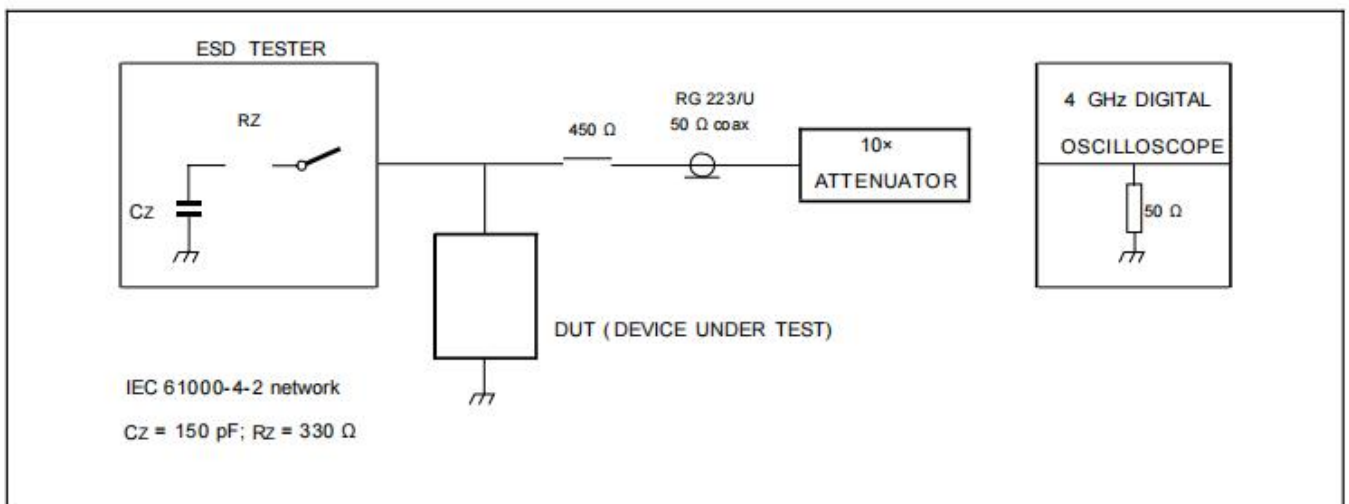 ESD TESTER
RZ
CZ
450 Ω
RG 223/U
50 Ω coax
10×
ATTENUATOR
4 GHz DIGITAL
OSCILLOSCOPE
50 Ω
DUT (DEVICE UNDER TEST)
IEC 61000-4-2 network
CZ = 150 pF; RZ = 330 Ω